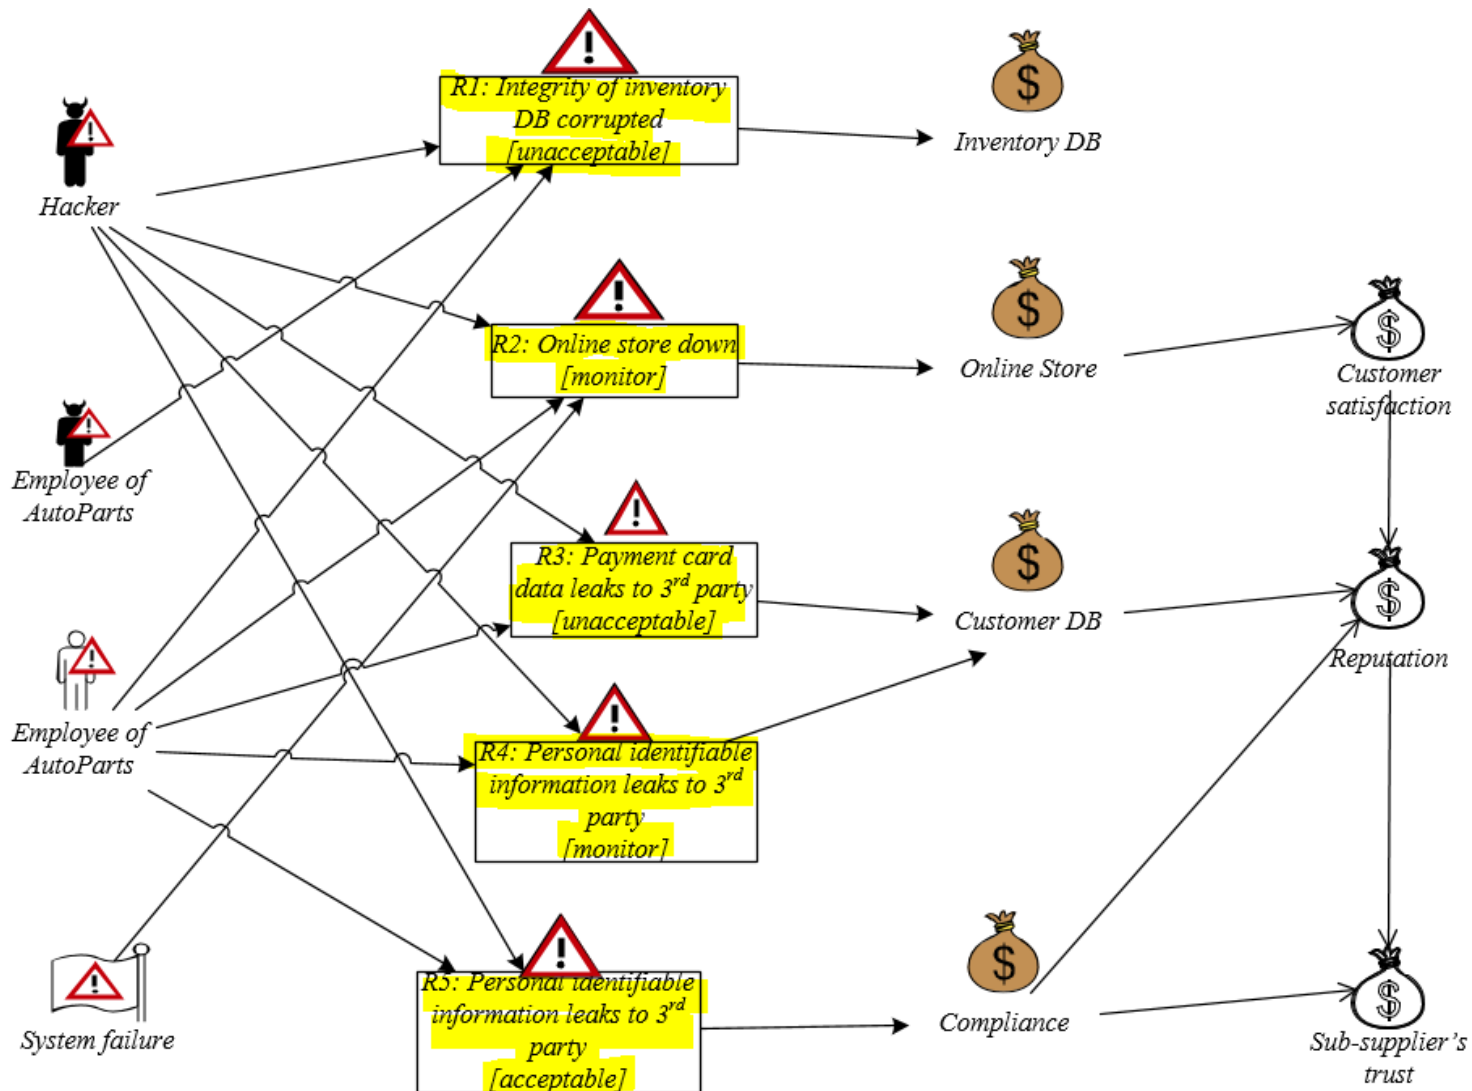 Hacker
Employee of
AutoParts
Employee of
AutoParts
System failure
R1: Integrity of inventory
DB corrupted
[unacceptable]
R2: Online store down
[monitor]
R3: Payment card
data leaks to 3rd party
[unacceptable]
R4: Personal identifiable
information leaks to 3rd
party
[monitor]
R5: Personal identifiable
information leaks to 3rd
party
[acceptable]
Inventory DB
Online Store
Customer DB
Compliance
Customer
satisfaction
Reputation
Sub-supplier's
trust